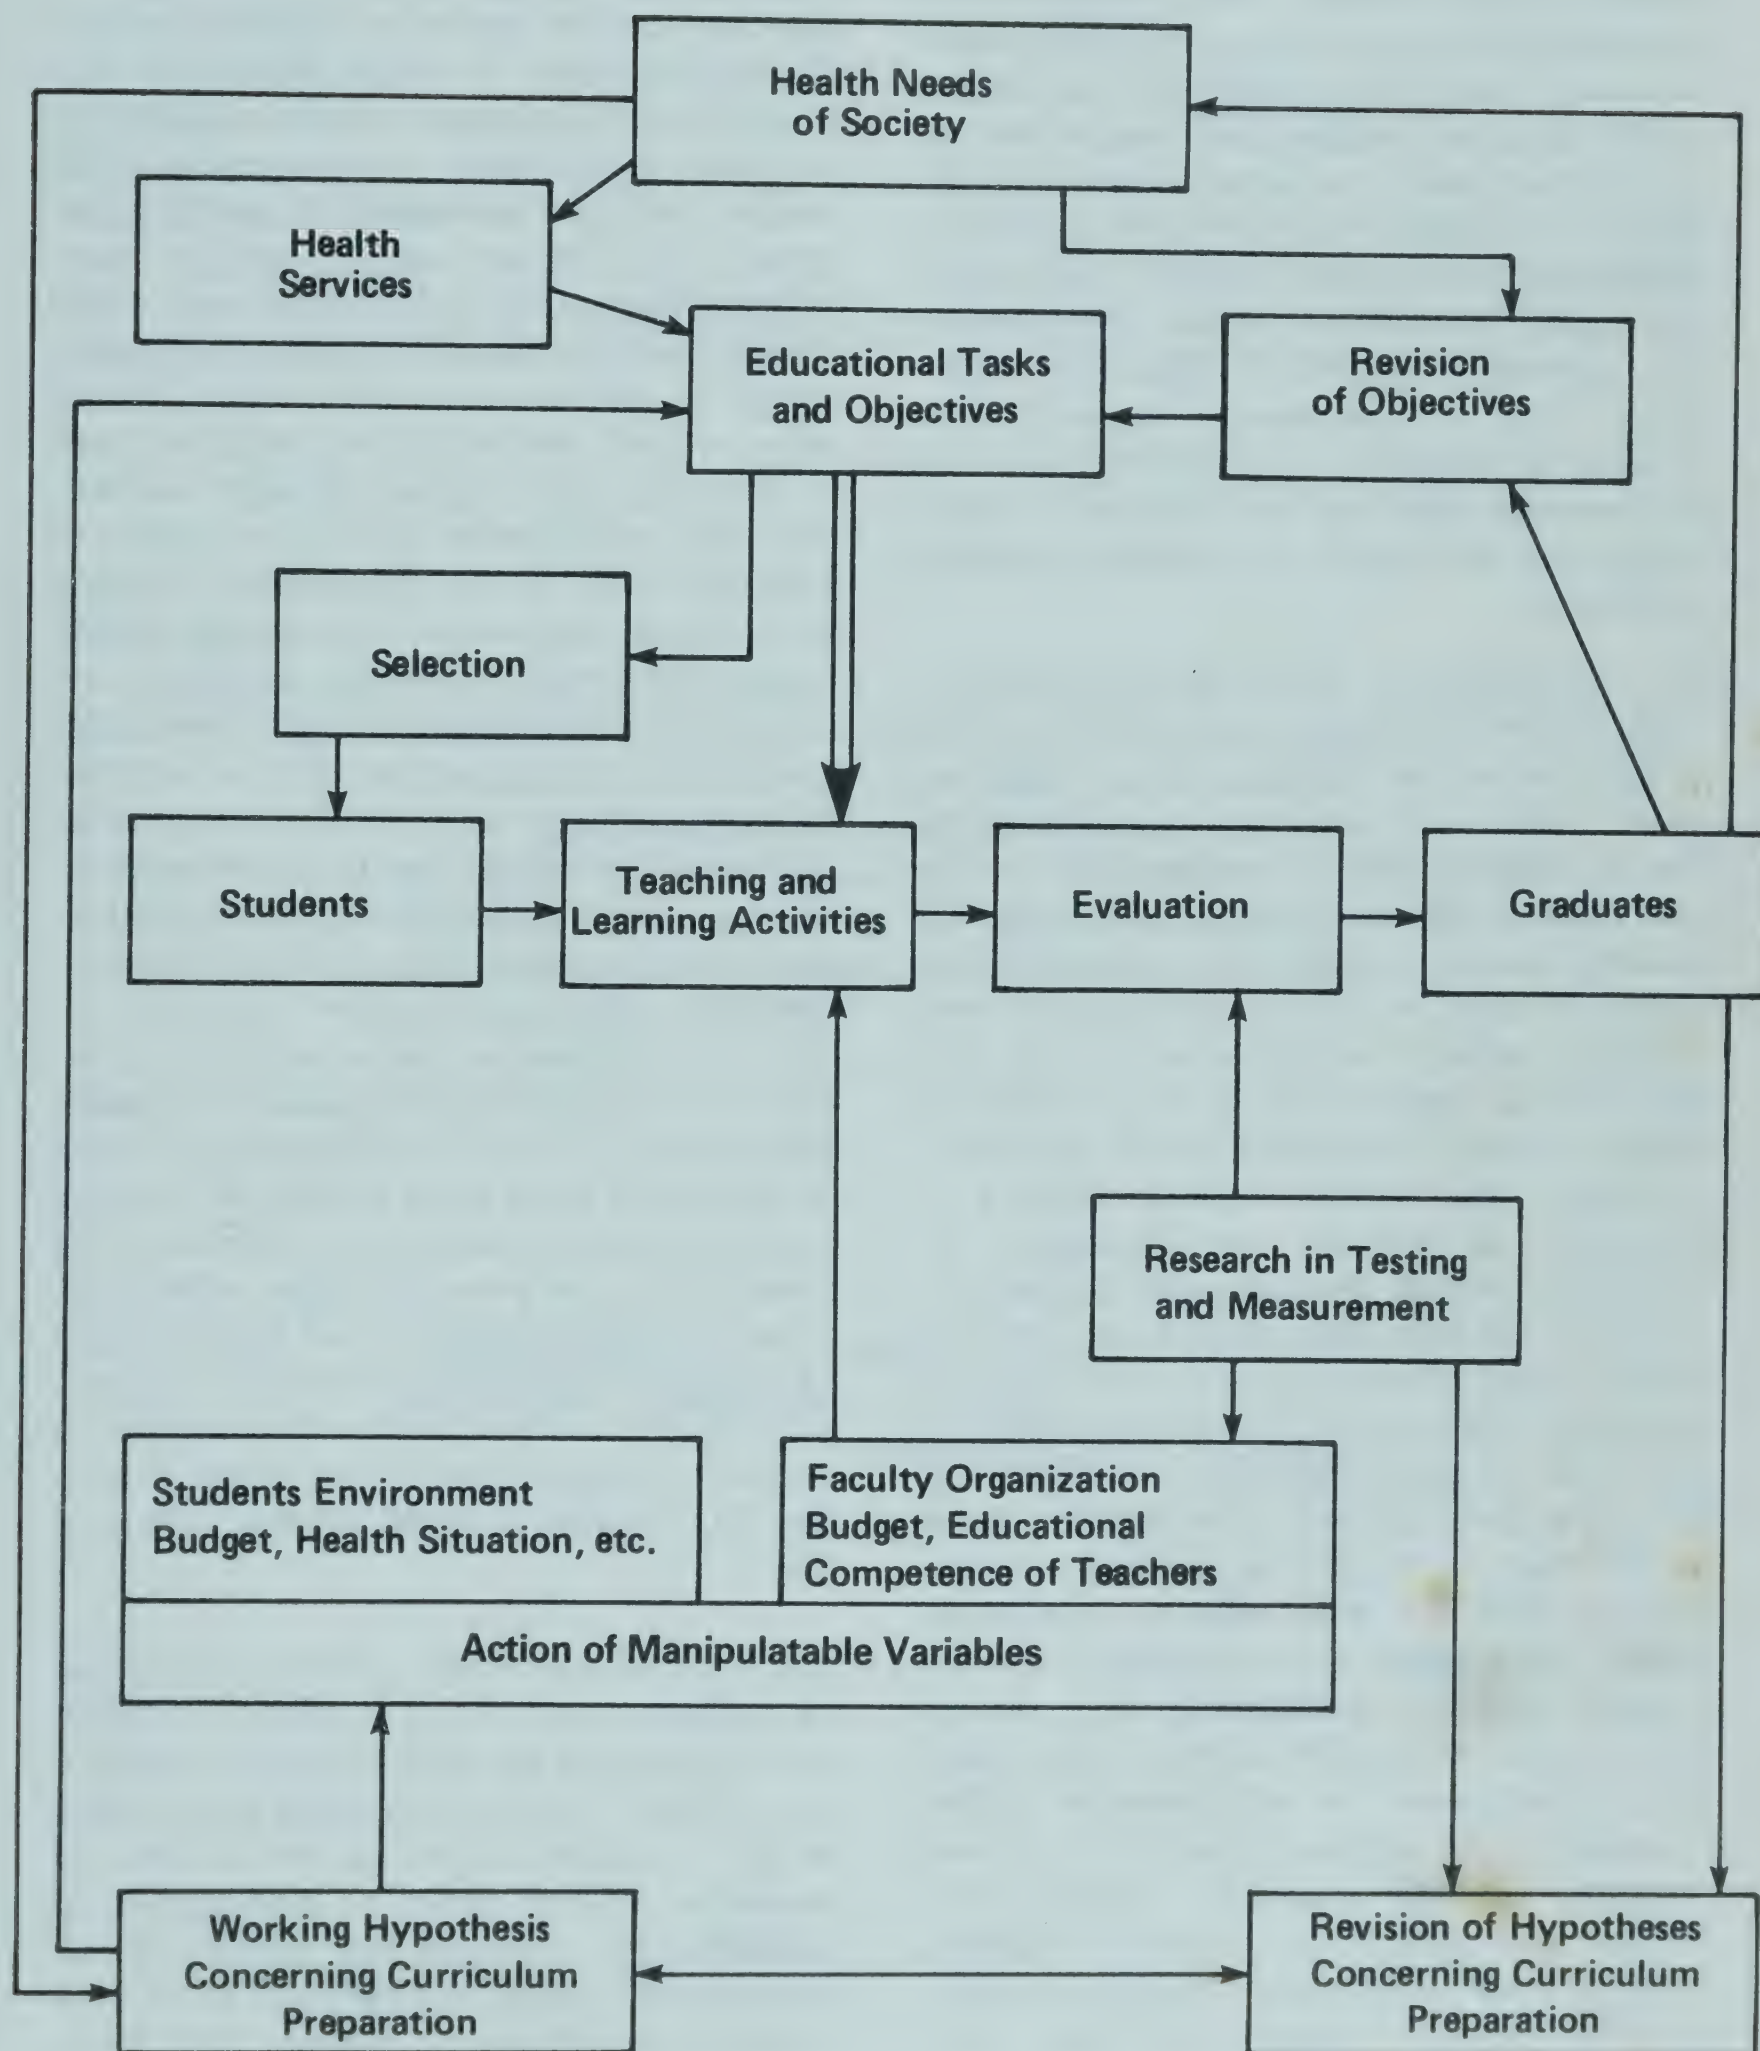 Health Needs
of Society
Health
Services
Educational Tasks
and Objectives
Revision
of Objectives
Selection
Students
Teaching and
Learning Activities
Evaluation
Graduates
Research in Testing
and Measurement
Students Environment
Budget, Health Situation, etc.
Faculty Organization
Budget, Educational
Competence of Teachers
Action of Manipulatable Variables
Working Hypothesis
Concerning Curriculum
Preparation
Revision of Hypotheses
Concerning Curriculum
Preparation